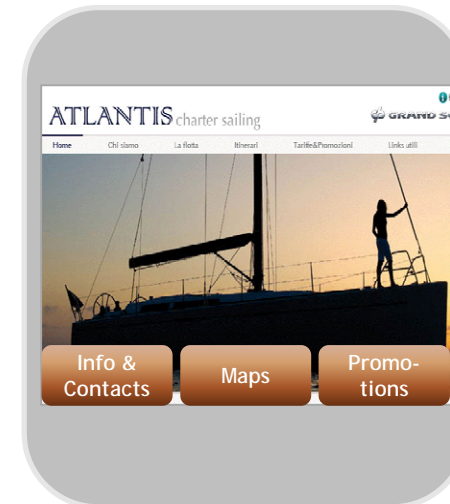 ATLANTIS charter sailing
GRAND
Home Chi siamo La flotta Itinerari Tariffe&Promozioni Links utili
Info &
Contacts
Maps
Promo-
tions